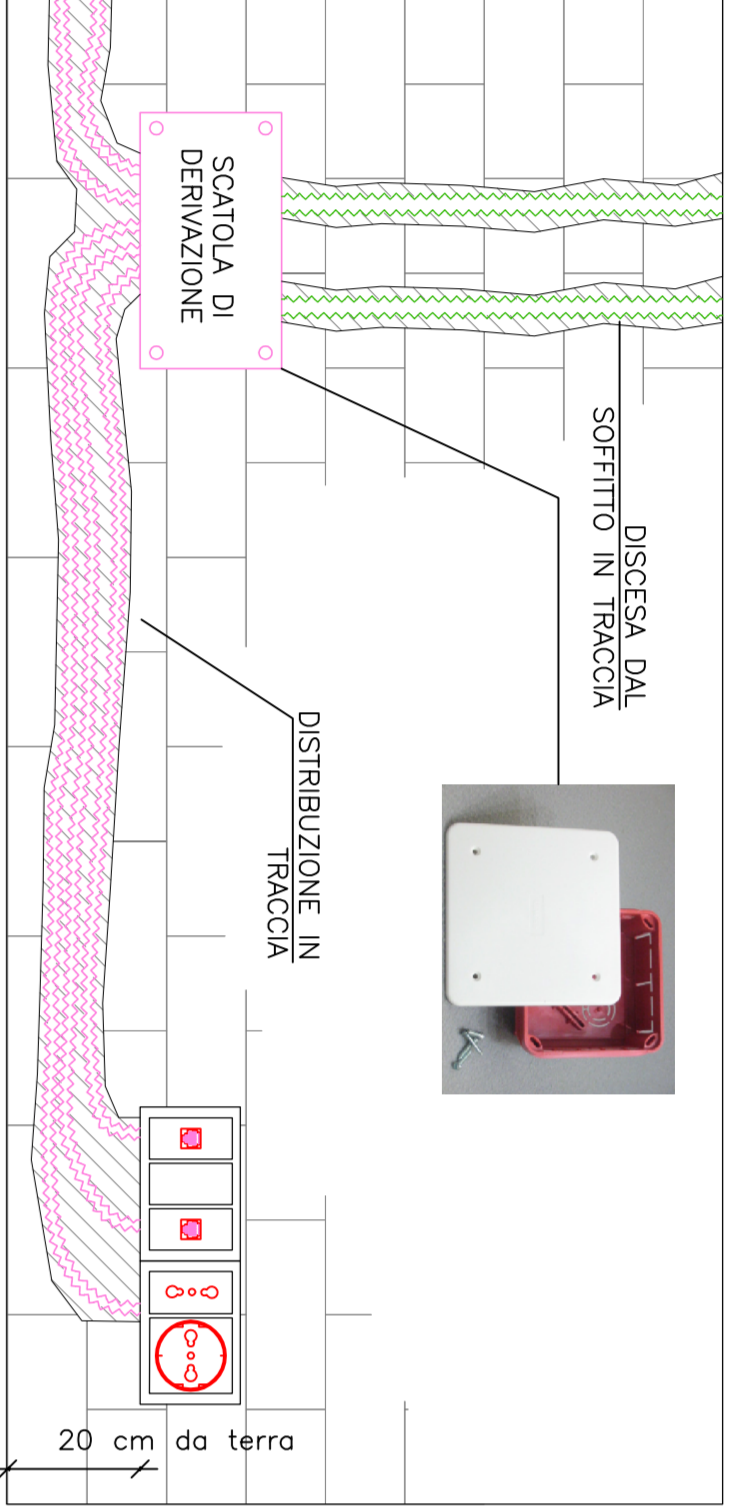 DISCESA DAL
SOFFITTO IN TRACCIA
SCATOLA DI
DERIVAZIONE
DISTRIBUZIONE IN
TRACCIA
20 cm da terra